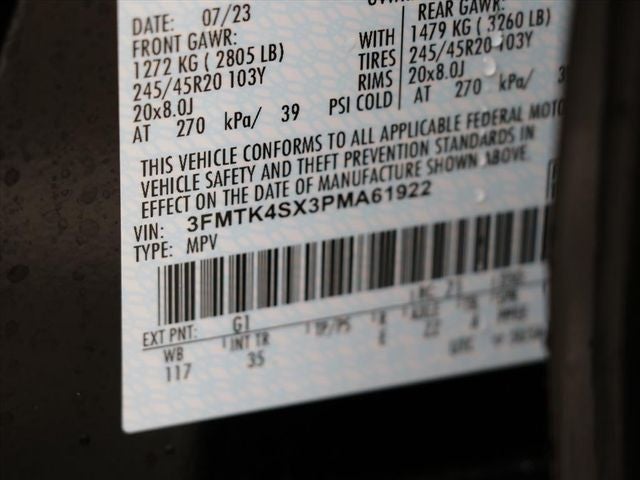 DATE: 07/23
FRONT GAWR:
1272 KG ( 2805 LB)
245/45R20 103Y
20x8.0J
AT 270 kPa/ 39 PSI COLD
WITH
TIRES
RIMS
REAR GAWR:
1479 KG ( 3260 LB)
245/45R20 103Y
20x8.0J
AT 270 kPa/
THIS VEHICLE CONFORMS TO ALL APPLICABLE FEDERAL
VEHICLE SAFETY AND THEFT PREVENTION STANDARDS IN
EFFECT ON THE DATE OF MANUFACTURE SHOWN ABOVE.
VIN: 3FMTK4SX3PMA61922
TYPE: MPV
EXT PNT: G1
WB INT TR
117 35